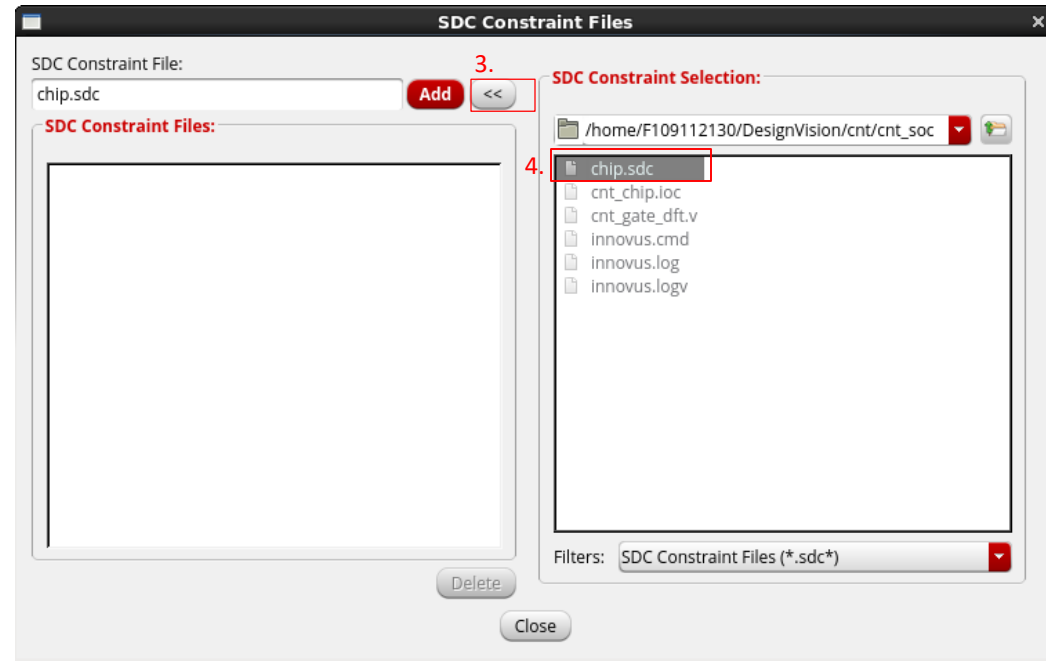 SDC Constraint Files
SDC Constraint File:
3.
chip.sdc
Add
<<
SDC Constraint Files:
Delete
SDC Constraint Selection:
/home/F109112130/DesignVision/cnt/cnt_soc
4.
chip.sdc
cnt_chip.ioc
cnt_gate_dft.v
innovus.cmd
innovus.log
innovus.logv
Filters: SDC Constraint Files (*.sdc*)
Close